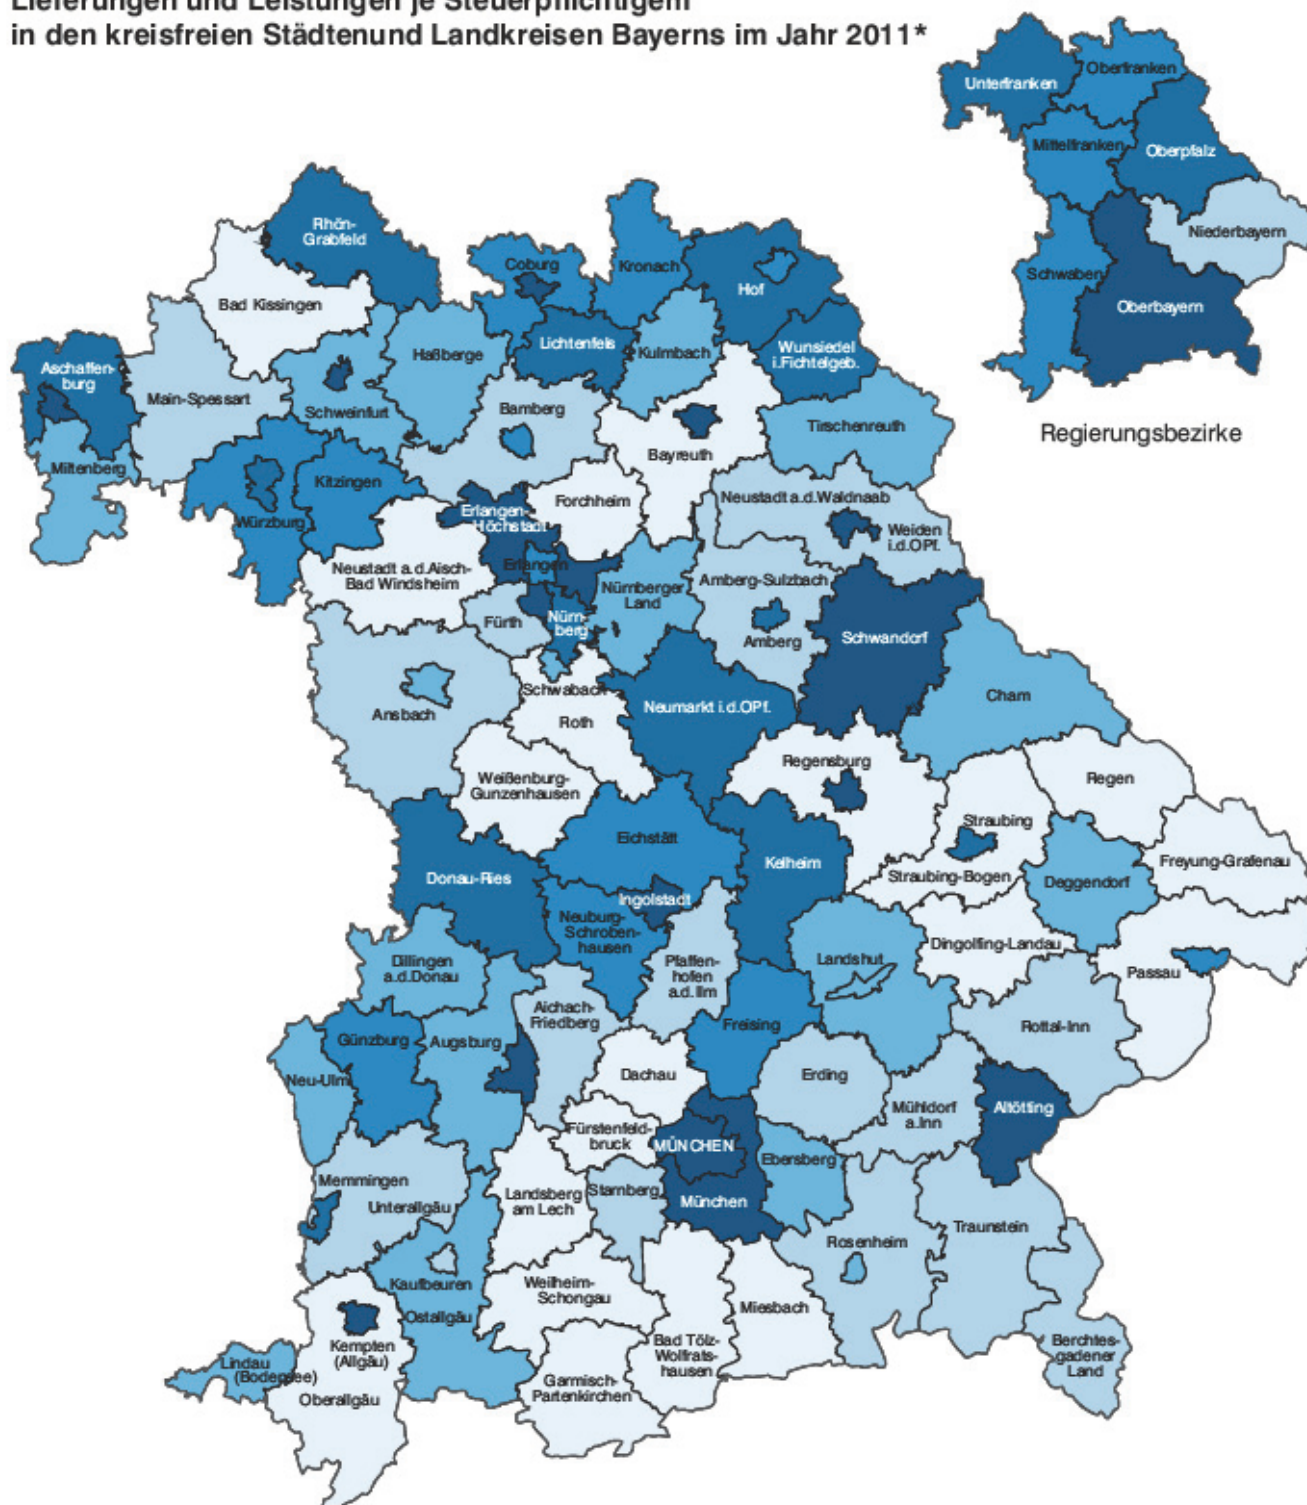 Lieferungen und Leistungen je Steuerpflichtigem
in den kreisfreien Städtenund Landkreisen Bayerns im Jahr 2011*
Unterfranken
Oberfranken
Mittelfranken
Oberpfalz
Niederbayern
Schwaben
Oberbayern
Regierungsbezirke
Rhön-
Grabfeld
Bad Kissingen
Coburg
Kronach
Hof
Lichtenfels
Kulmbach
Wunsiedel
i.Fichtelgeb.
Haßberge
Aschaffen-
burg
Main-Spessart
Schweinfurt
Bamberg
Bayreuth
Tirschenreuth
Miltenberg
Würzburg
Kitzingen
Forchheim
Erlangen-
Höchstadt
Neustadt a.d.Waldnaab
Weiden
i.d.OPf.
Neustadt a.d.Aisch-
Bad Windsheim
Erlangen
Nürnberger
Land
Amberg-Sulzbach
Amberg
Fürth
Nürn-
berg
Schwandorf
Cham
Ansbach
Schwabach
Roth
Neumarkt i.d.OPf.
Weißenburg-
Gunzenhausen
Regensburg
Regen
Straubing
Straubing-Bogen
Freyung-Grafenau
Deggendorf
Eichstätt
Kelheim
Donau-Ries
Ingolstadt
Neuburg-
Schroben-
hausen
Dingolfing-Landau
Passau
Landshut
Pfaffen-
hofen
a.d.Ilm
Dillingen
a.d.Donau
Aichach-
Friedberg
Rottal-Inn
Günzburg
Augsburg
Freising
Neu-Ulm
Dachau
Erding
Mühldorf
a.Inn
Altötting
Fürstenfeld-
bruck
MÜNCHEN
München
Ebersberg
Memmingen
Unterallgäu
Landsberg
am Lech
Starnberg
Rosenheim
Traunstein
Kaufbeuren
Ostallgäu
Weilheim-
Schongau
Miesbach
Bad Tölz-
Wolfrats-
hausen
Berchtes-
gadener
Land
Kempten
(Allgäu)
Lindau
(Bodensee)
Oberallgäu
Garmisch-
Partenkirchen